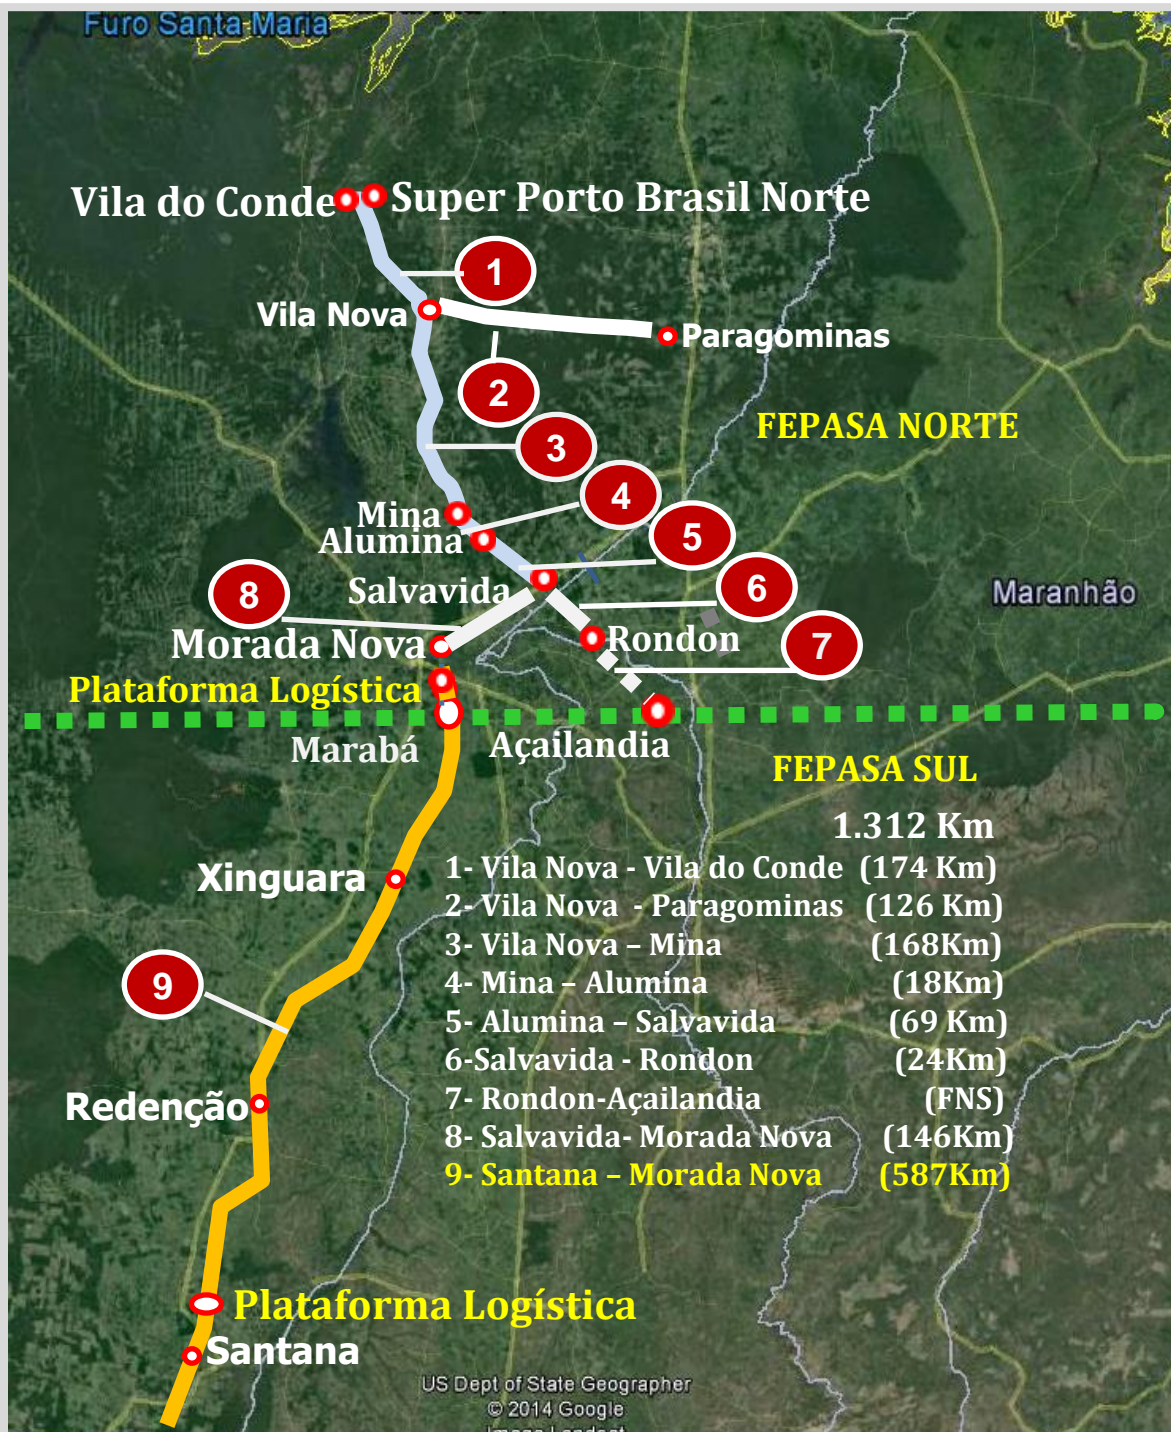 Furo Santa Maria
Vila do Conde
Super Porto Brasil Norte
1
Vila Nova
Paragominas
2
FEPASA NORTE
3
4
Mina
5
Alumina
6
Salvavida
8
Maranhão
Rondon
7
Morada Nova
Plataforma Logística
Marabá
Açailandia
FEPASA SUL
1.312 Km
1- Vila Nova - Vila do Conde (174 Km)
Xinguara
2- Vila Nova - Paragominas (126 Km)
3- Vila Nova – Mina (168Km)
9
4- Mina – Alumina (18Km)
5- Alumina – Salvavida (69 Km)
6-Salvavida - Rondon (24Km)
7- Rondon-Açailandia (FNS)
Redenção
8- Salvavida- Morada Nova (146Km)
9- Santana – Morada Nova (587Km)
Plataforma Logística
Santana
US Dept of State Geographer
© 2014 Google
Image Landsat